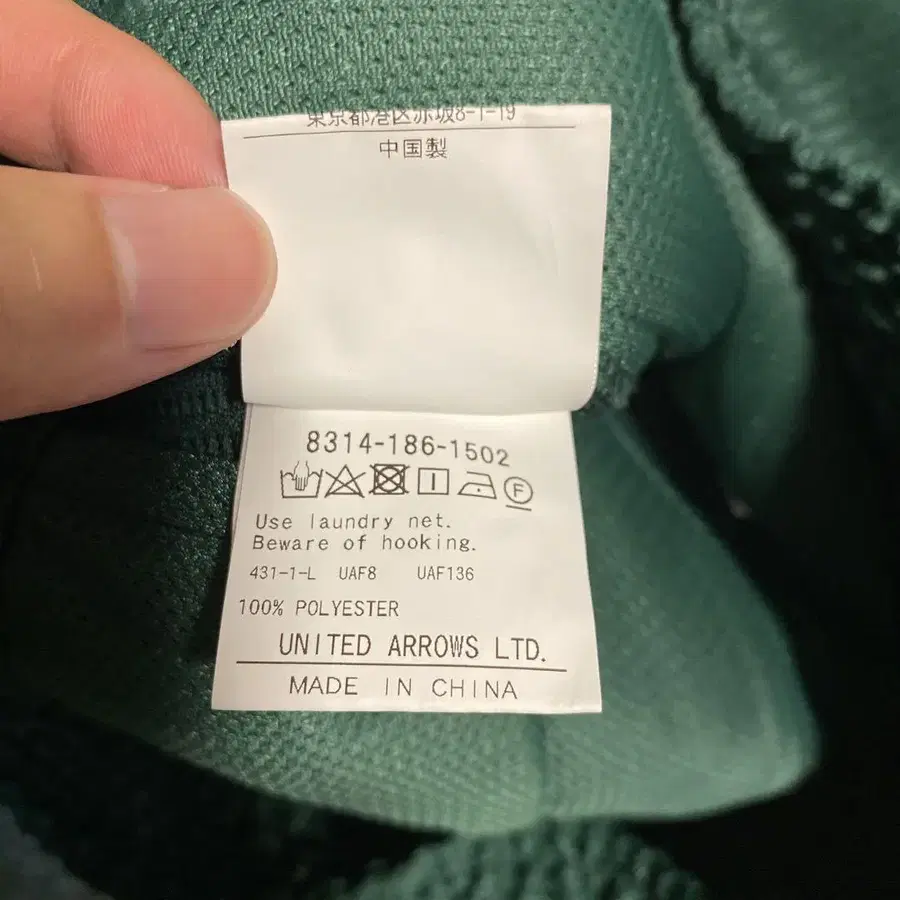 東京都港区赤坂8-1-19
中国製
8314-186-1502
F
Use laundry net.
Beware of hooking.
431-1-L UAF8 UAF136
100% POLYESTER
UNITED ARROWS LTD.
MADE IN CHINA